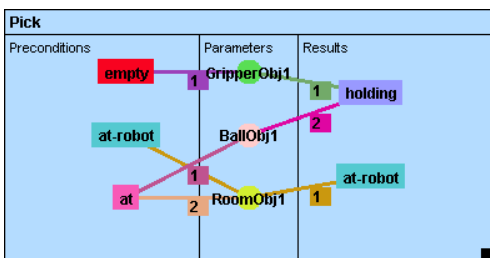 Pick
Preconditions Parameters Results
empty 1 GripperObj1 1 holding
at-robot BallObj1 2
1 at-robot
at 2 RoomObj1 1